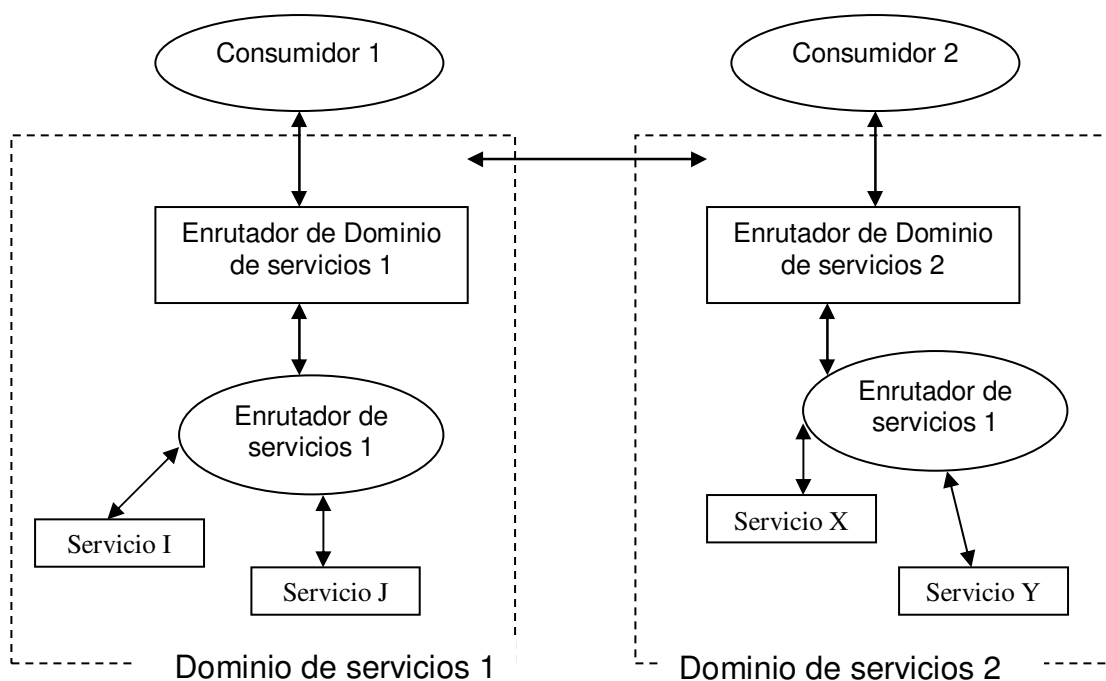 Consumidor 1
Consumidor 2
Enrutador de Dominio
de servicios 1
Enrutador de Dominio
de servicios 2
Enrutador de
servicios 1
Enrutador de
servicios 1
Servicio I
Servicio J
Servicio X
Servicio Y
Dominio de servicios 1
Dominio de servicios 2